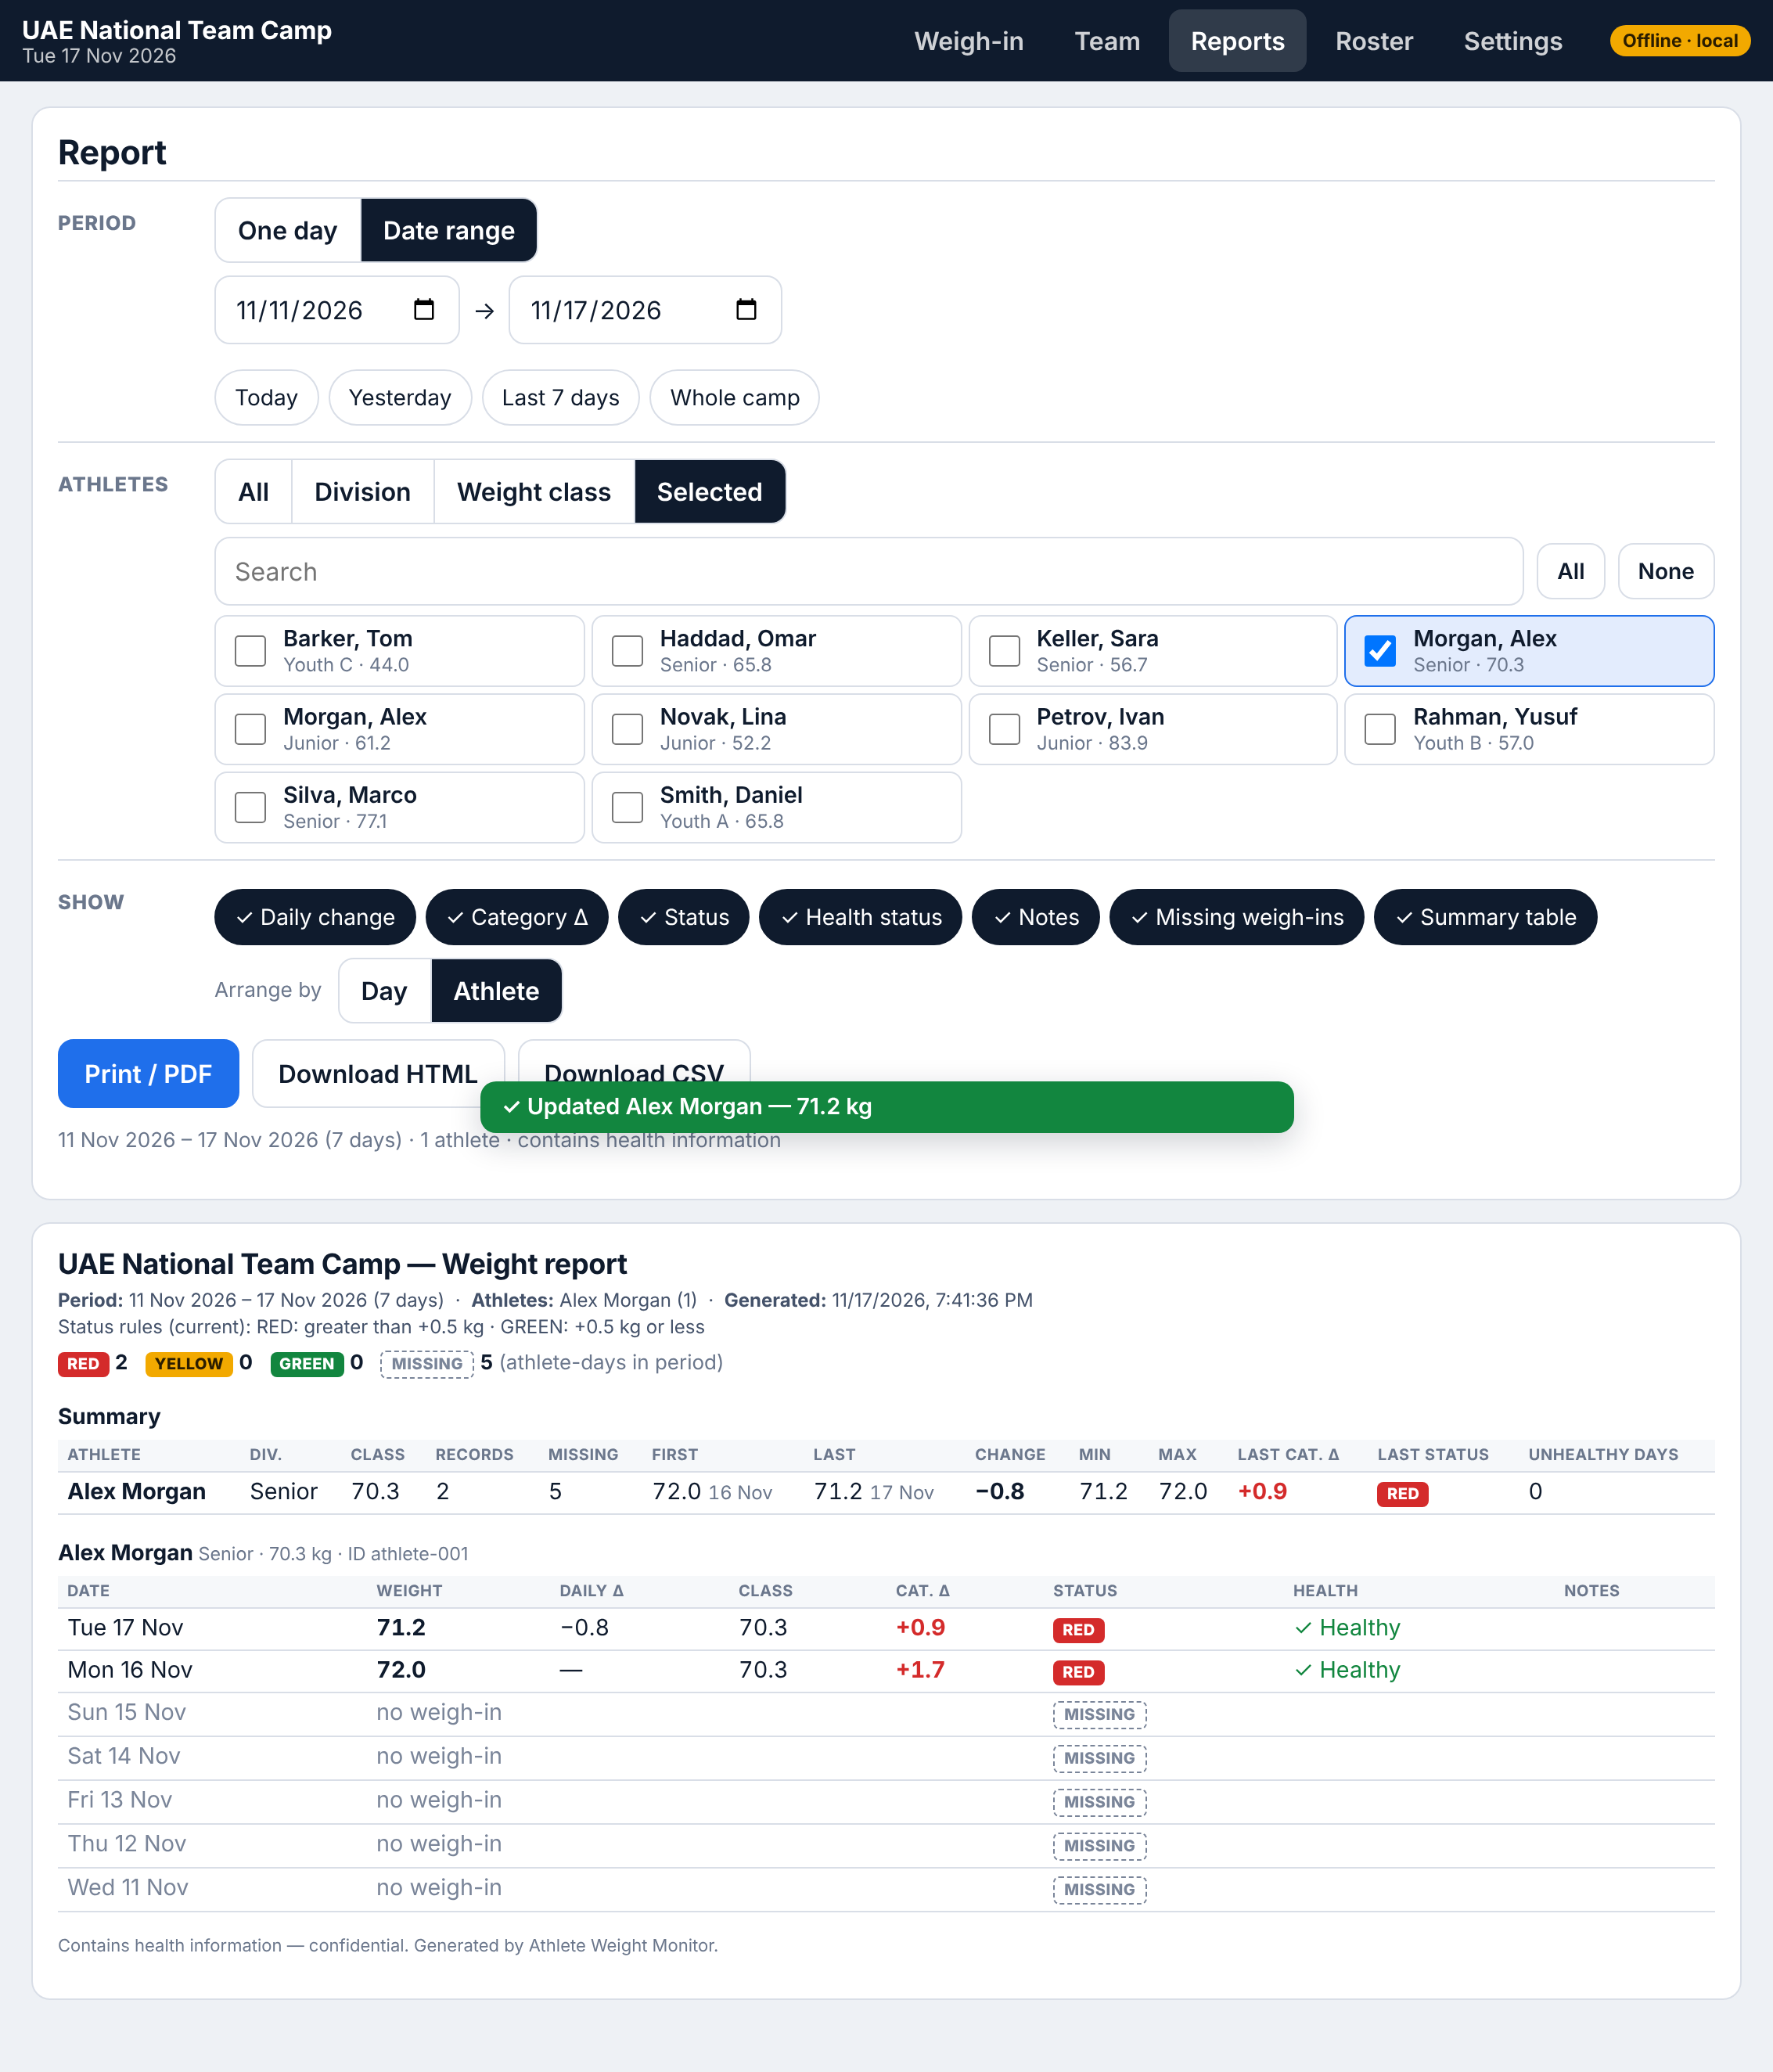 UAE National Team Camp
Tue 17 Nov 2026
Weigh-in Team Reports Roster Settings Offline · local
Report
PERIOD
One day Date range
11/11/2026 → 11/17/2026
Today Yesterday Last 7 days Whole camp
ATHLETES
All Division Weight class Selected
Search All None
Barker, Tom
Youth C · 44.0
Haddad, Omar
Senior · 65.8
Keller, Sara
Senior · 56.7
Morgan, Alex
Senior · 70.3
Morgan, Alex
Junior · 61.2
Novak, Lina
Junior · 52.2
Petrov, Ivan
Junior · 83.9
Rahman, Yusuf
Youth B · 57.0
Silva, Marco
Senior · 77.1
Smith, Daniel
Youth A · 65.8
SHOW
✓ Daily change ✓ Category Δ ✓ Status ✓ Health status ✓ Notes ✓ Missing weigh-ins ✓ Summary table
Arrange by Day Athlete
Print / PDF Download HTML Download CSV
✓ Updated Alex Morgan — 71.2 kg
11 Nov 2026 – 17 Nov 2026 (7 days) · 1 athlete · contains health information
UAE National Team Camp — Weight report
Period: 11 Nov 2026 – 17 Nov 2026 (7 days) · Athletes: Alex Morgan (1) · Generated: 11/17/2026, 7:41:36 PM
Status rules (current): RED: greater than +0.5 kg · GREEN: +0.5 kg or less
RED 2 YELLOW 0 GREEN 0 MISSING 5 (athlete-days in period)
Summary
ATHLETE DIV. CLASS RECORDS MISSING FIRST LAST CHANGE MIN MAX LAST CAT. Δ LAST STATUS UNHEALTHY DAYS
Alex Morgan Senior 70.3 2 5 72.0 16 Nov 71.2 17 Nov −0.8 71.2 72.0 +0.9 RED 0
Alex Morgan Senior · 70.3 kg · ID athlete-001
DATE WEIGHT DAILY Δ CLASS CAT. Δ STATUS HEALTH NOTES
Tue 17 Nov 71.2 −0.8 70.3 +0.9 RED ✓ Healthy
Mon 16 Nov 72.0 — 70.3 +1.7 RED ✓ Healthy
Sun 15 Nov no weigh-in MISSING
Sat 14 Nov no weigh-in MISSING
Fri 13 Nov no weigh-in MISSING
Thu 12 Nov no weigh-in MISSING
Wed 11 Nov no weigh-in MISSING
Contains health information — confidential. Generated by Athlete Weight Monitor.